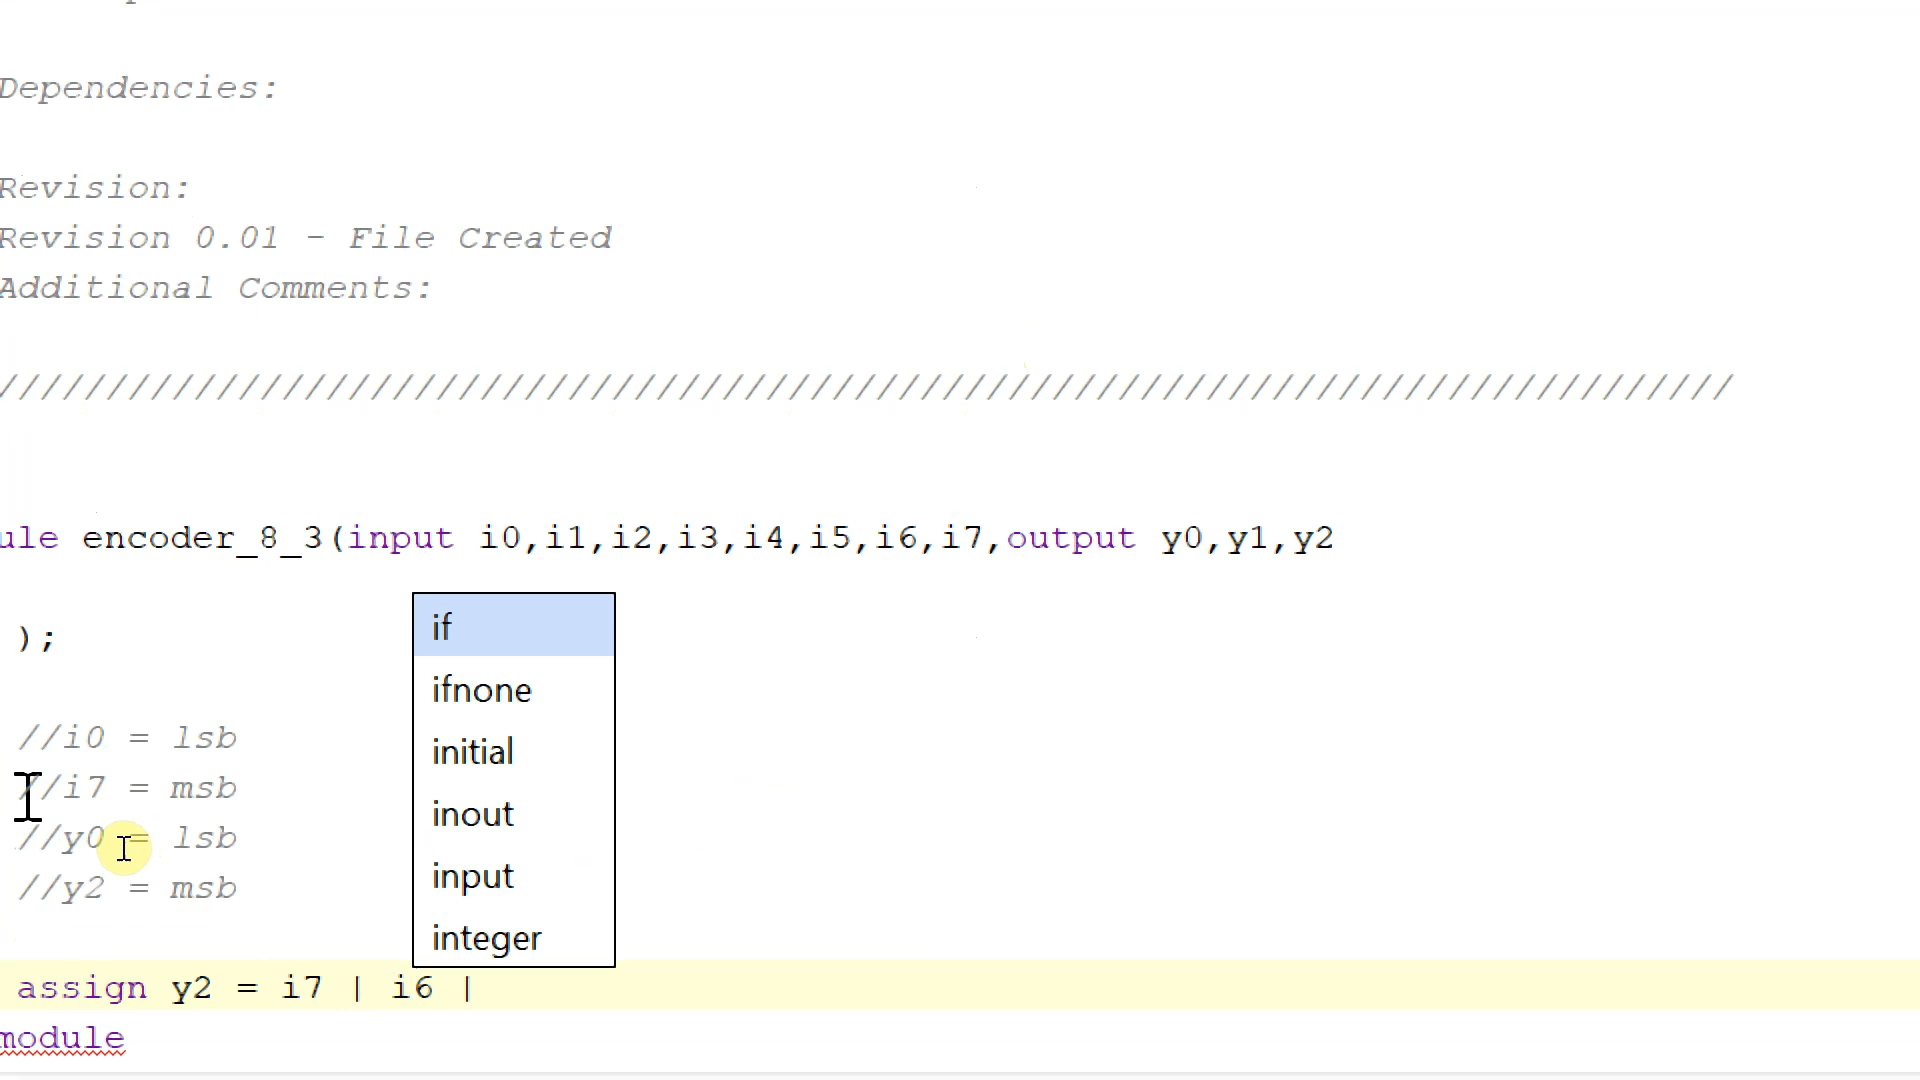 Dependencies:
Revision:
Revision 0.01 - File Created
Additional Comments:
///////////////////////////////////////////////////////////////////////////////
ule encoder_8_3(input i0,i1,i2,i3,i4,i5,i6,i7,output y0,y1,y2
if
ifnone
);
//i0 = lsb
initial
//i7 = msb
inout
//y0 = lsb
input
//y2 = msb
integer
assign y2 = i7 | i6 |
module